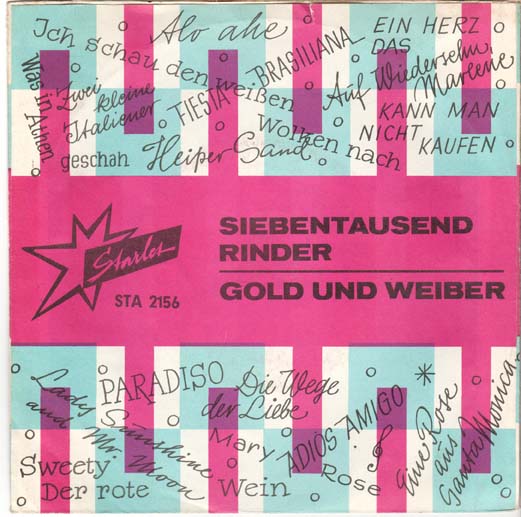 Ich schau den weißen
Wolken nach
Alo ahe
EIN HERZ
DAS
KANN MAN
NICHT
KAUFEN
Auf Wiedersehn,
Marlene
Was in Athen
geschah
Zwei
kleine
Italiener
FIESTA BRASILIANA
Heißer Sand
Starlet
STA 2156
SIEBENTAUSEND
RINDER
GOLD UND WEIBER
Lady Sunshine
and Mr. Moon
PARADISO
Die Wege
der Liebe
Mary
Rose
ADIOS AMIGO
Eine Rose
aus
Santa Monica
Sweety
Der rote
Wein